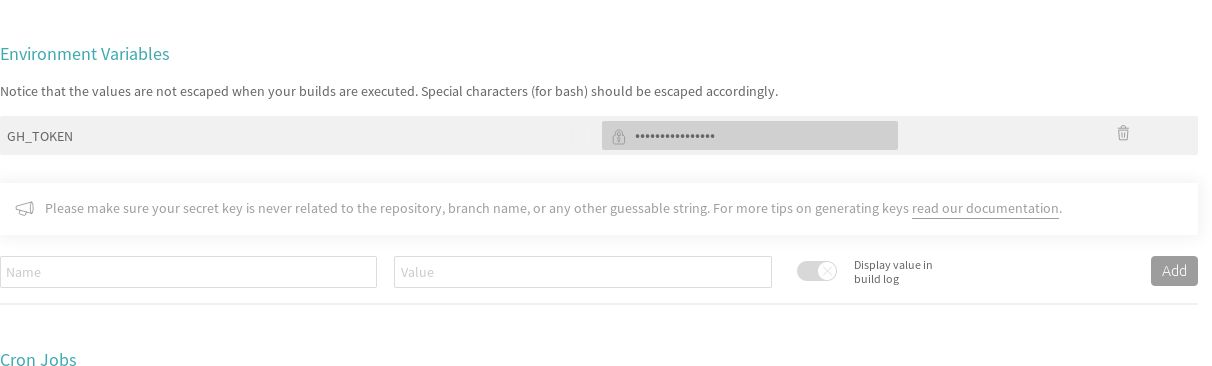 Environment Variables
Notice that the values are not escaped when your builds are executed. Special characters (for bash) should be escaped accordingly.
GH_TOKEN ••••••••••••••••
Please make sure your secret key is never related to the repository, branch name, or any other guessable string. For more tips on generating keys read our documentation.
Name
Value
Display value in
build log
Add
Cron Jobs